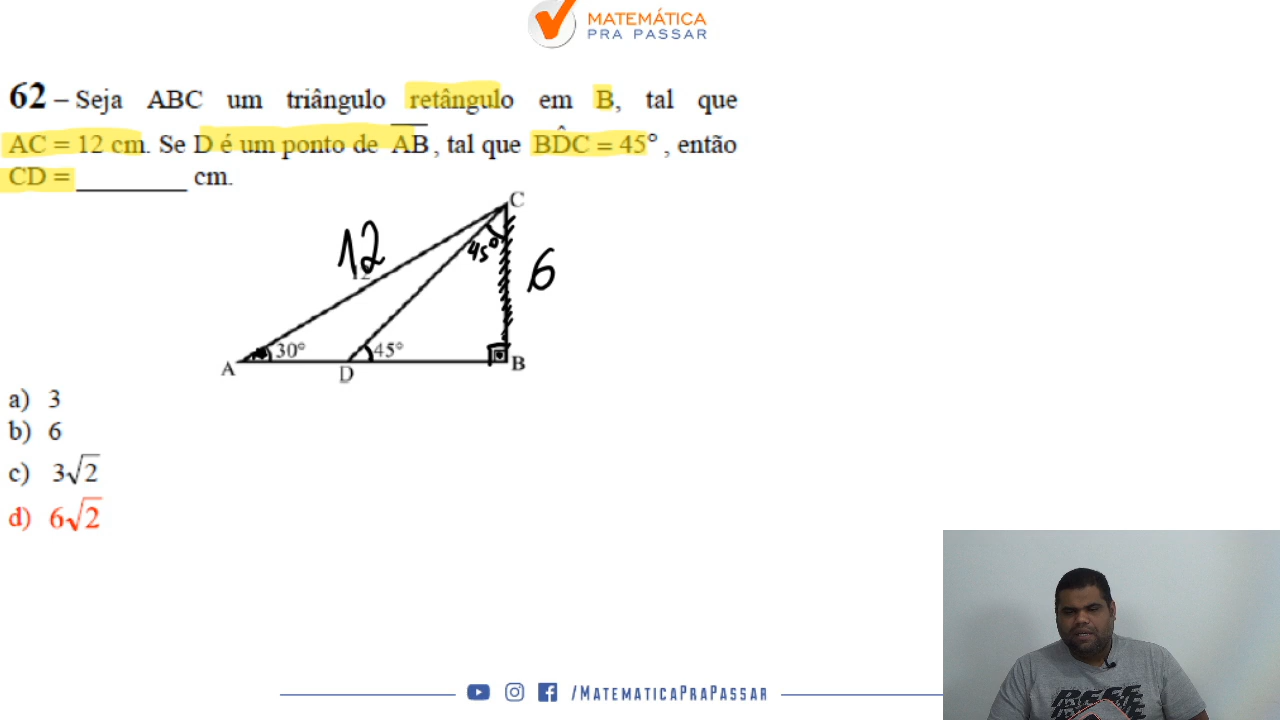 MATEMÁTICA
PRA PASSAR
62 – Seja ABC um triângulo retângulo em B, tal que
AC = 12 cm. Se D é um ponto de A̅B̅, tal que BD̂C = 45°, então
CD = ________ cm.
C
12
45°
6
30°
45°
A
D
B
a) 3
b) 6
c) 3√2
d) 6√2
/MATEMATICAPRAPASSAR